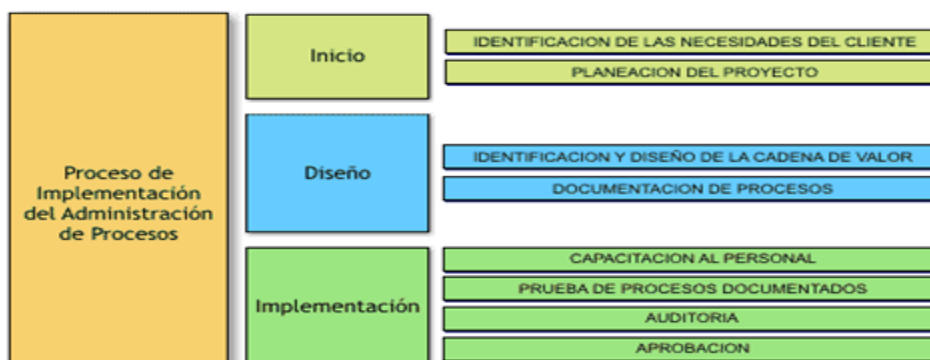 Proceso de
Implementación
del Administración
de Procesos
Inicio
IDENTIFICACION DE LAS NECESIDADES DEL CLIENTE
PLANEACION DEL PROYECTO
Diseño
IDENTIFICACION Y DISEÑO DE LA CADENA DE VALOR
DOCUMENTACION DE PROCESOS
Implementación
CAPACITACION AL PERSONAL
PRUEBA DE PROCESOS DOCUMENTADOS
AUDITORIA
APROBACION